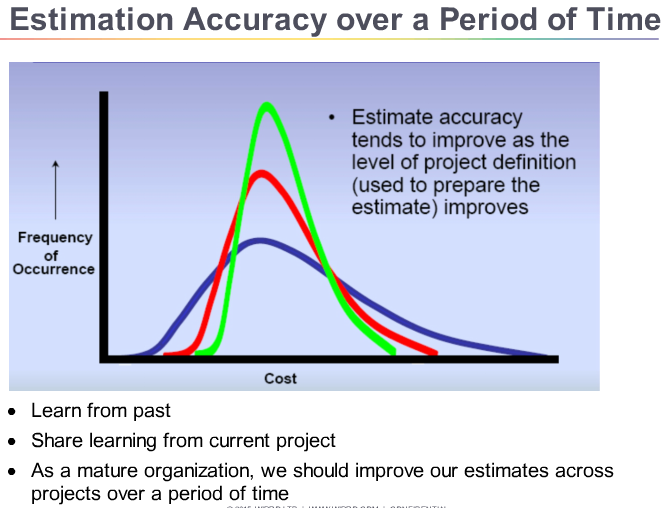 Estimation Accuracy over a Period of Time
• Estimate accuracy
tends to improve as the
level of project definition
(used to prepare the
estimate) improves
Frequency
of
Occurrence
Cost
• Learn from past
• Share learning from current project
• As a mature organization, we should improve our estimates across
projects over a period of time